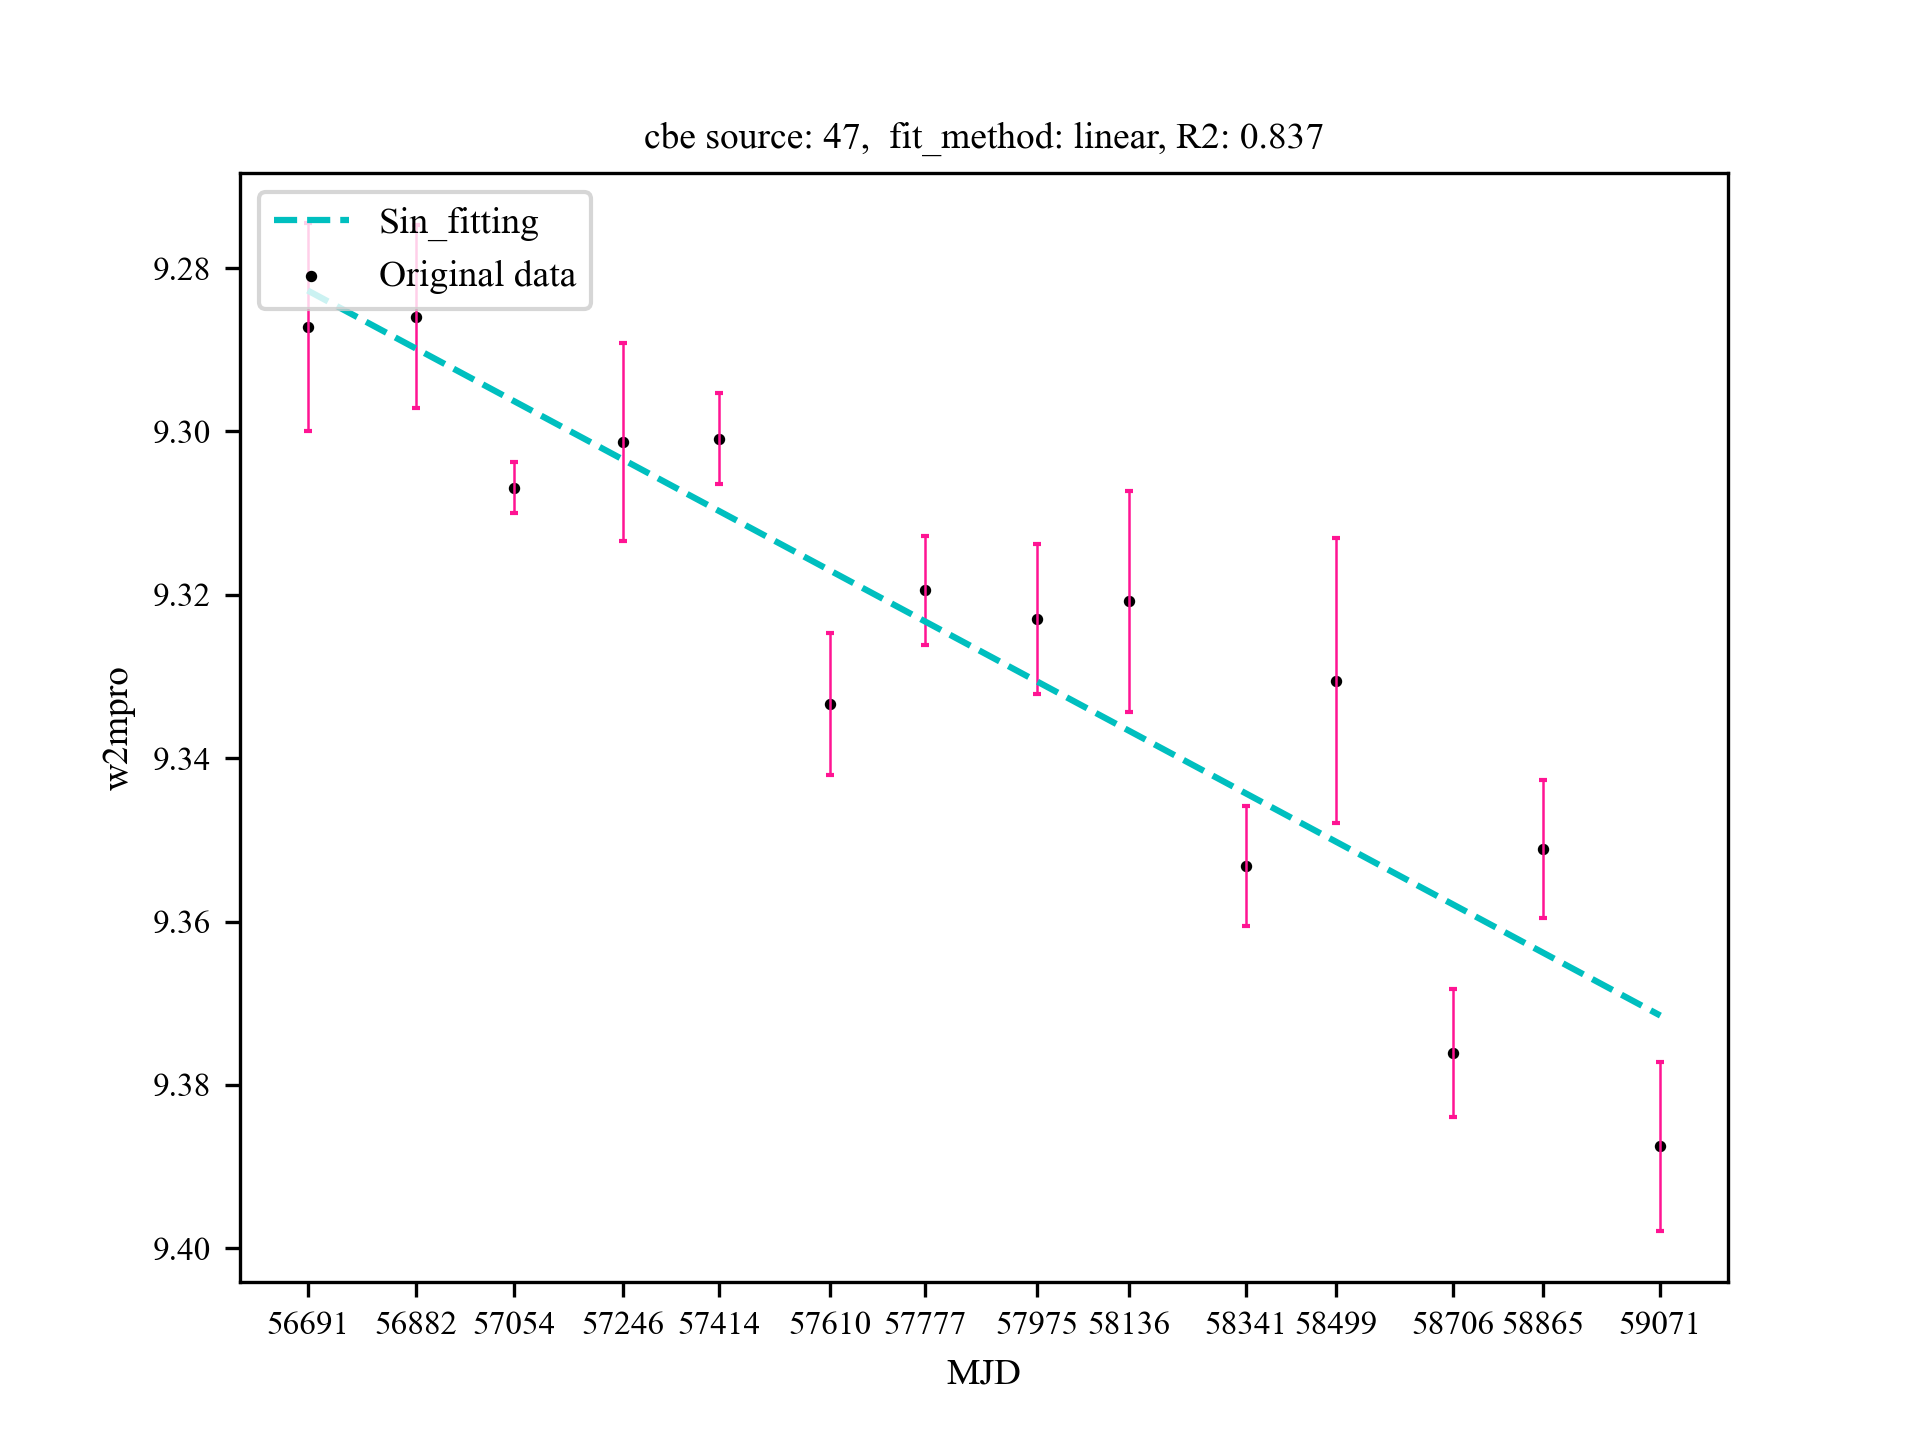 cbe source: 47,  fit_method: linear, R2: 0.837
Sin_fitting
Original data
9.28
9.30
9.32
9.34
9.36
9.38
9.40
w2mpro
56691 56882 57054 57246 57414 57610 57777 57975 58136 58341 58499 58706 58865 59071
MJD